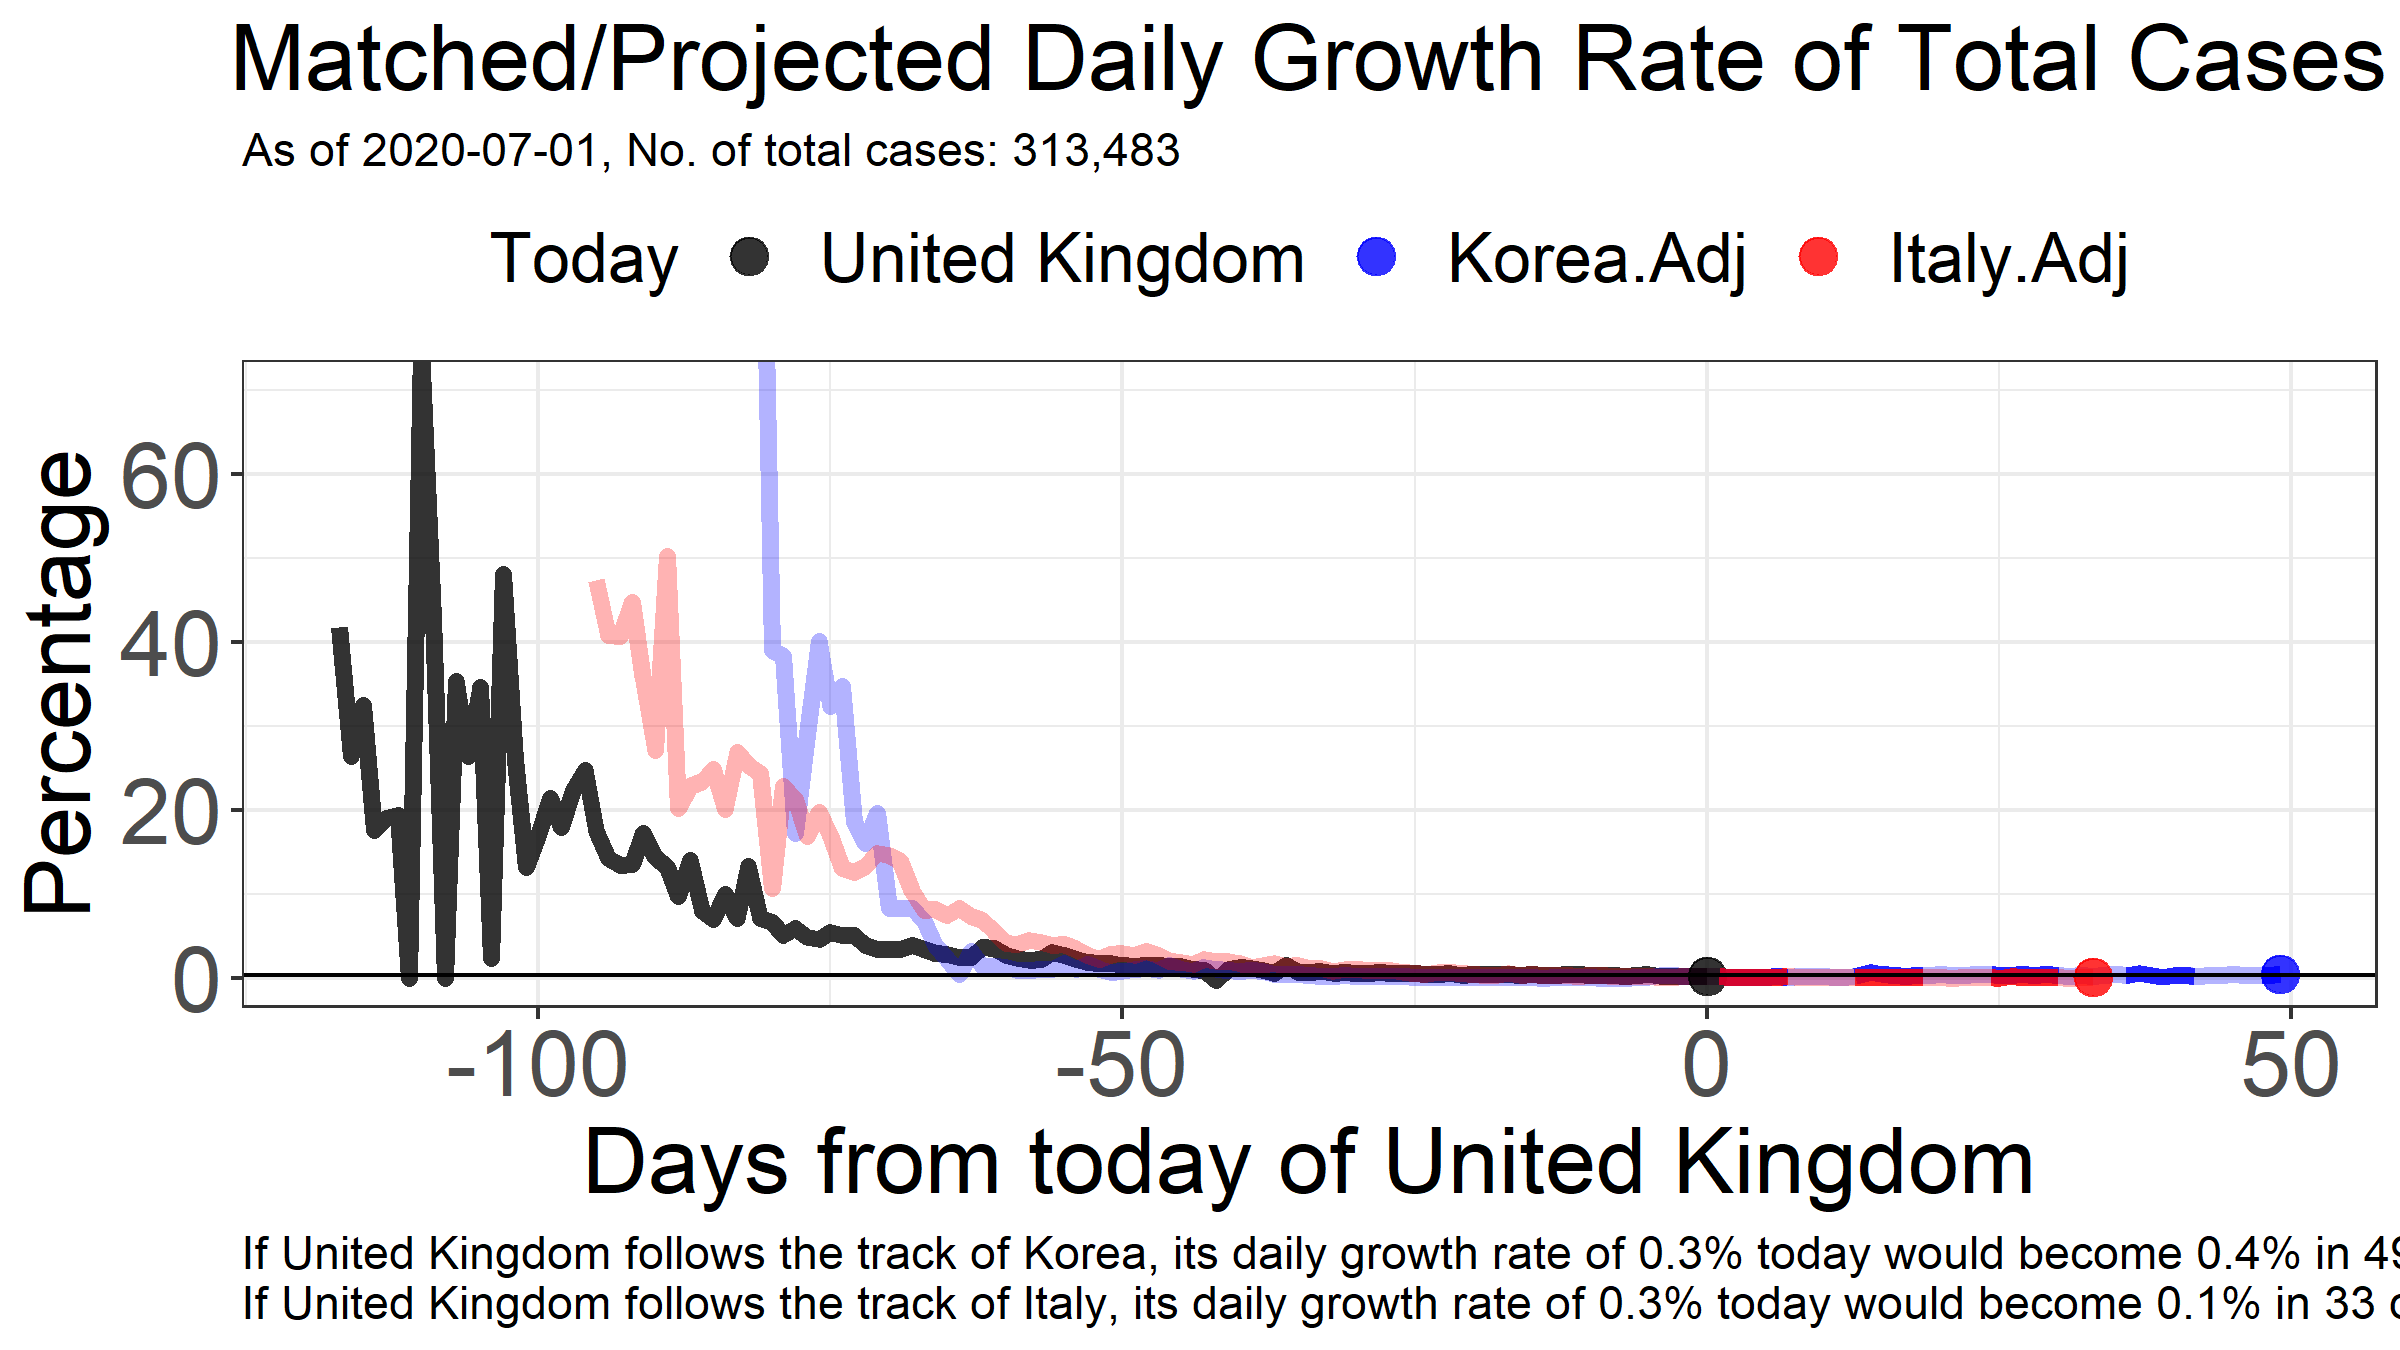 Matched/Projected Daily Growth Rate of Total Cases
As of 2020-07-01, No. of total cases: 313,483
Today United Kingdom Korea.Adj Italy.Adj
Percentage
60
40
20
0
-100 -50 0 50
Days from today of United Kingdom
If United Kingdom follows the track of Korea, its daily growth rate of 0.3% today would become 0.4% in 49
If United Kingdom follows the track of Italy, its daily growth rate of 0.3% today would become 0.1% in 33